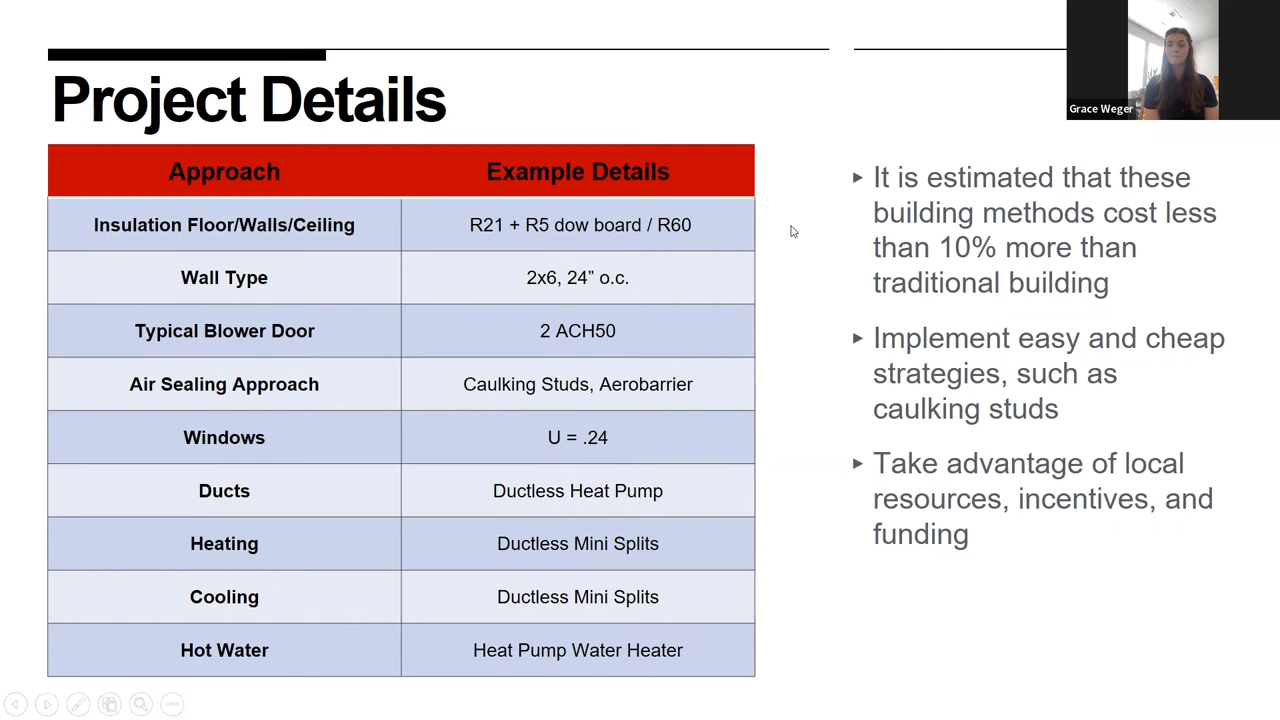 Project Details
Grace Weger
Approach Example Details
Insulation Floor/Walls/Ceiling R21 + R5 dow board / R60
Wall Type 2x6, 24” o.c.
Typical Blower Door 2 ACH50
Air Sealing Approach Caulking Studs, Aerobarrier
Windows U = .24
Ducts Ductless Heat Pump
Heating Ductless Mini Splits
Cooling Ductless Mini Splits
Hot Water Heat Pump Water Heater
It is estimated that these
building methods cost less
than 10% more than
traditional building
Implement easy and cheap
strategies, such as
caulking studs
Take advantage of local
resources, incentives, and
funding